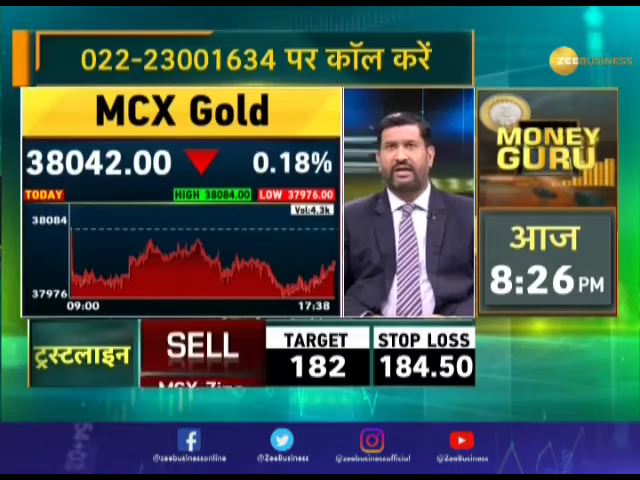 022-23001634 पर कॉल करें
ZEEBUSINESS
MCX Gold
38042.00 0.18%
TODAY HIGH 38084.00 LOW 37976.00
Vol:4.3k
38084
37976
09:00 17:38
MONEY
GURU
आज
8:26 PM
ट्रस्टलाइन
SELL
TARGET
182
STOP LOSS
184.50
@zeebusinessonline @ZeeBusiness @zeebusinessofficial @ZeeBusiness